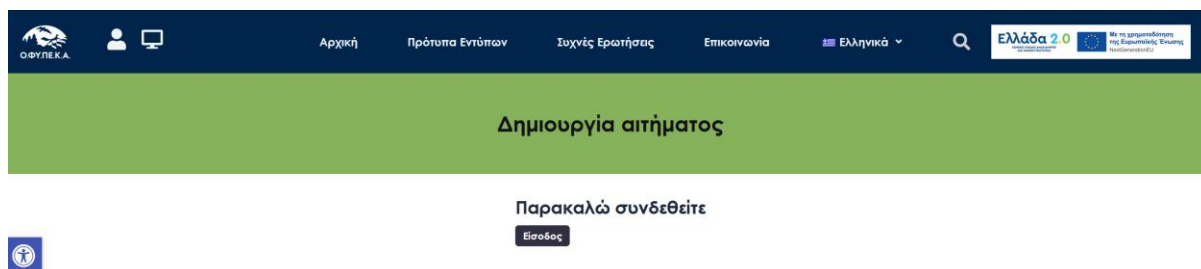 Ο.ΦΥ.ΠΕ.Κ.Α.
Αρχική Πρότυπα Εντύπων Συχνές Ερωτήσεις Επικοινωνία Ελληνικά
Ελλάδα 2.0
Με τη χρηματοδότηση
της Ευρωπαϊκής Ένωσης
NextGenerationEU
Δημιουργία αιτήματος
Παρακαλώ συνδεθείτε
Είσοδος